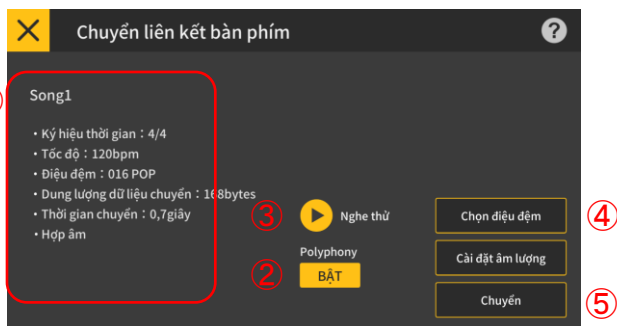 Chuyển liên kết bàn phím
?
Song1
・Ký hiệu thời gian：4/4
・Tốc độ：120bpm
・Điệu đệm：016 POP
・Dung lượng dữ liệu chuyển：168bytes
・Thời gian chuyển：0,7giây
・Hợp âm
③ Nghe thử
Polyphony
② BẬT
Chọn điệu đệm ④
Cài đặt âm lượng
Chuyển ⑤